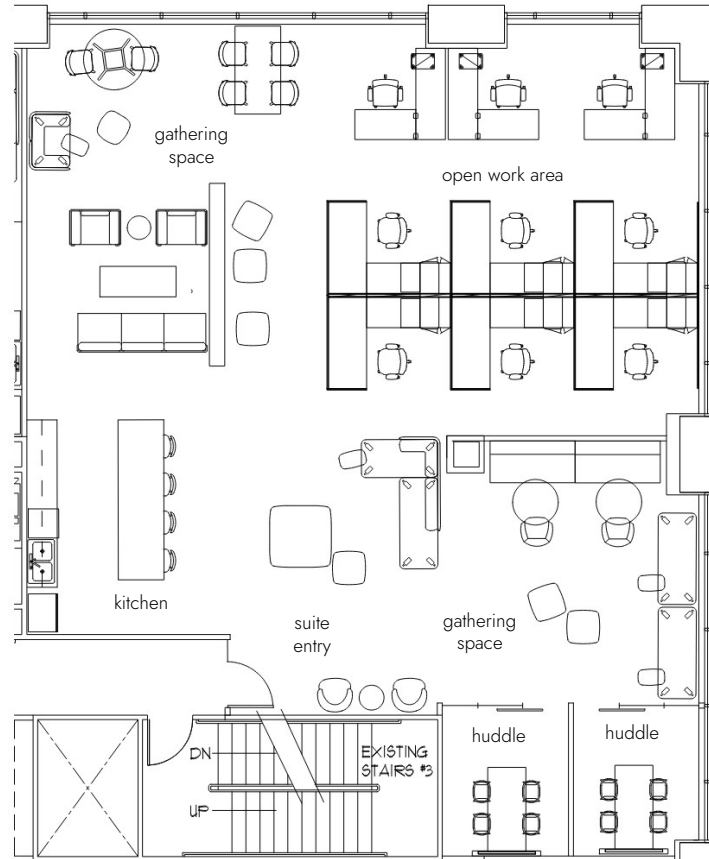 gathering
space
open work area
kitchen
suite
entry
gathering
space
huddle
huddle
DN
EXISTING
STAIRS #3
UP